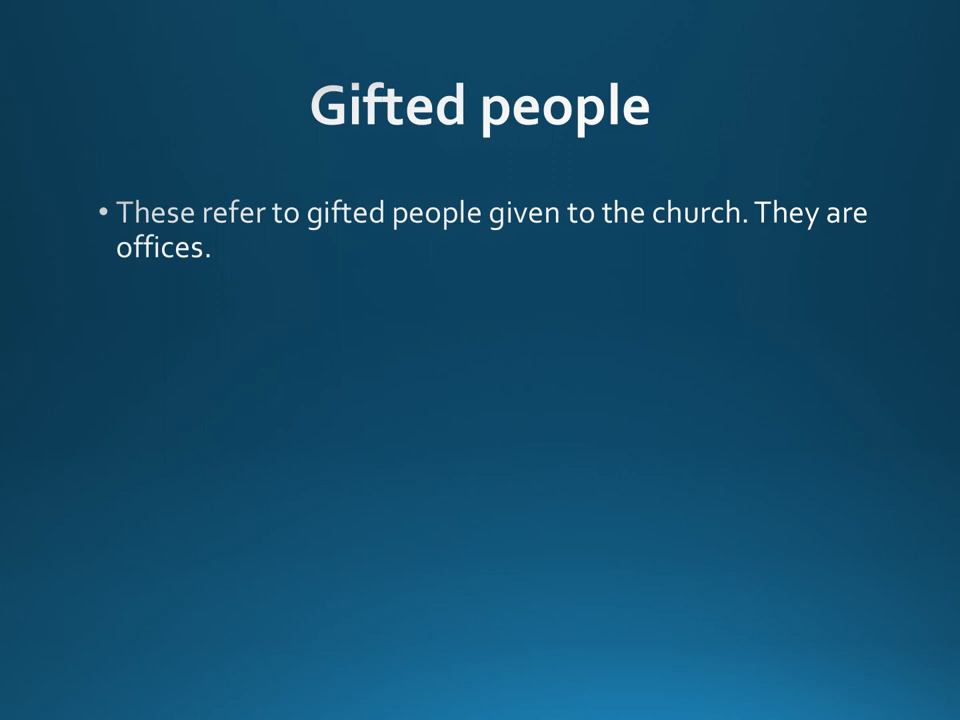 Gifted people
• These refer to gifted people given to the church. They are
offices.